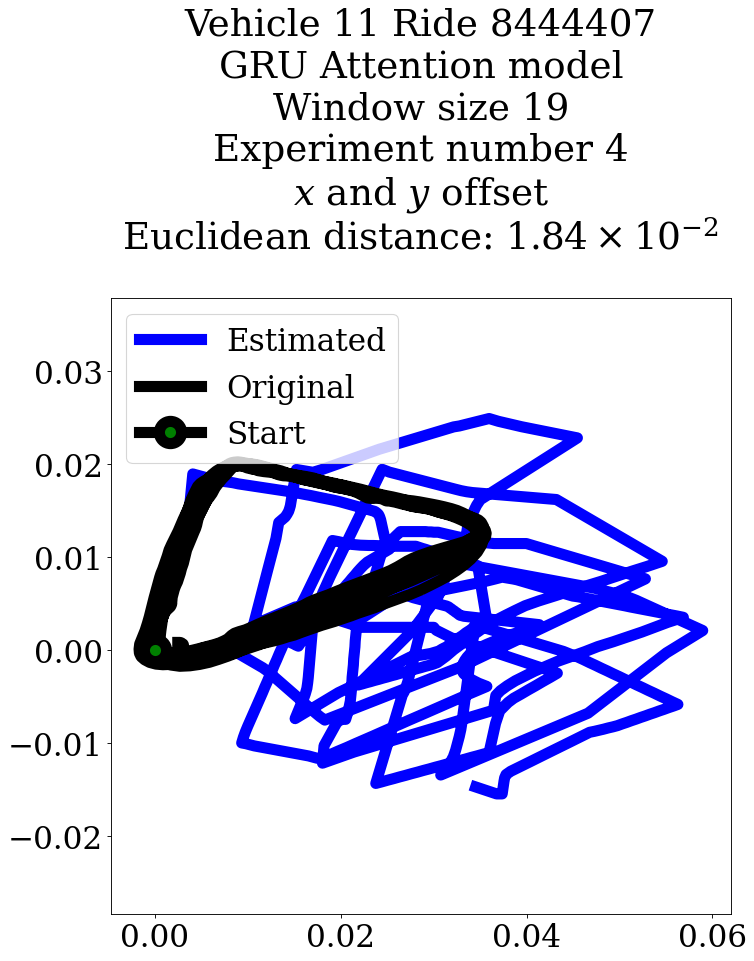 Vehicle 11 Ride 8444407
GRU Attention model
Window size 19
Experiment number 4
x and y offset
Euclidean distance: 1.84 × 10⁻²
Estimated
Original
Start
0.03
0.02
0.01
0.00
−0.01
−0.02
0.00 0.02 0.04 0.06